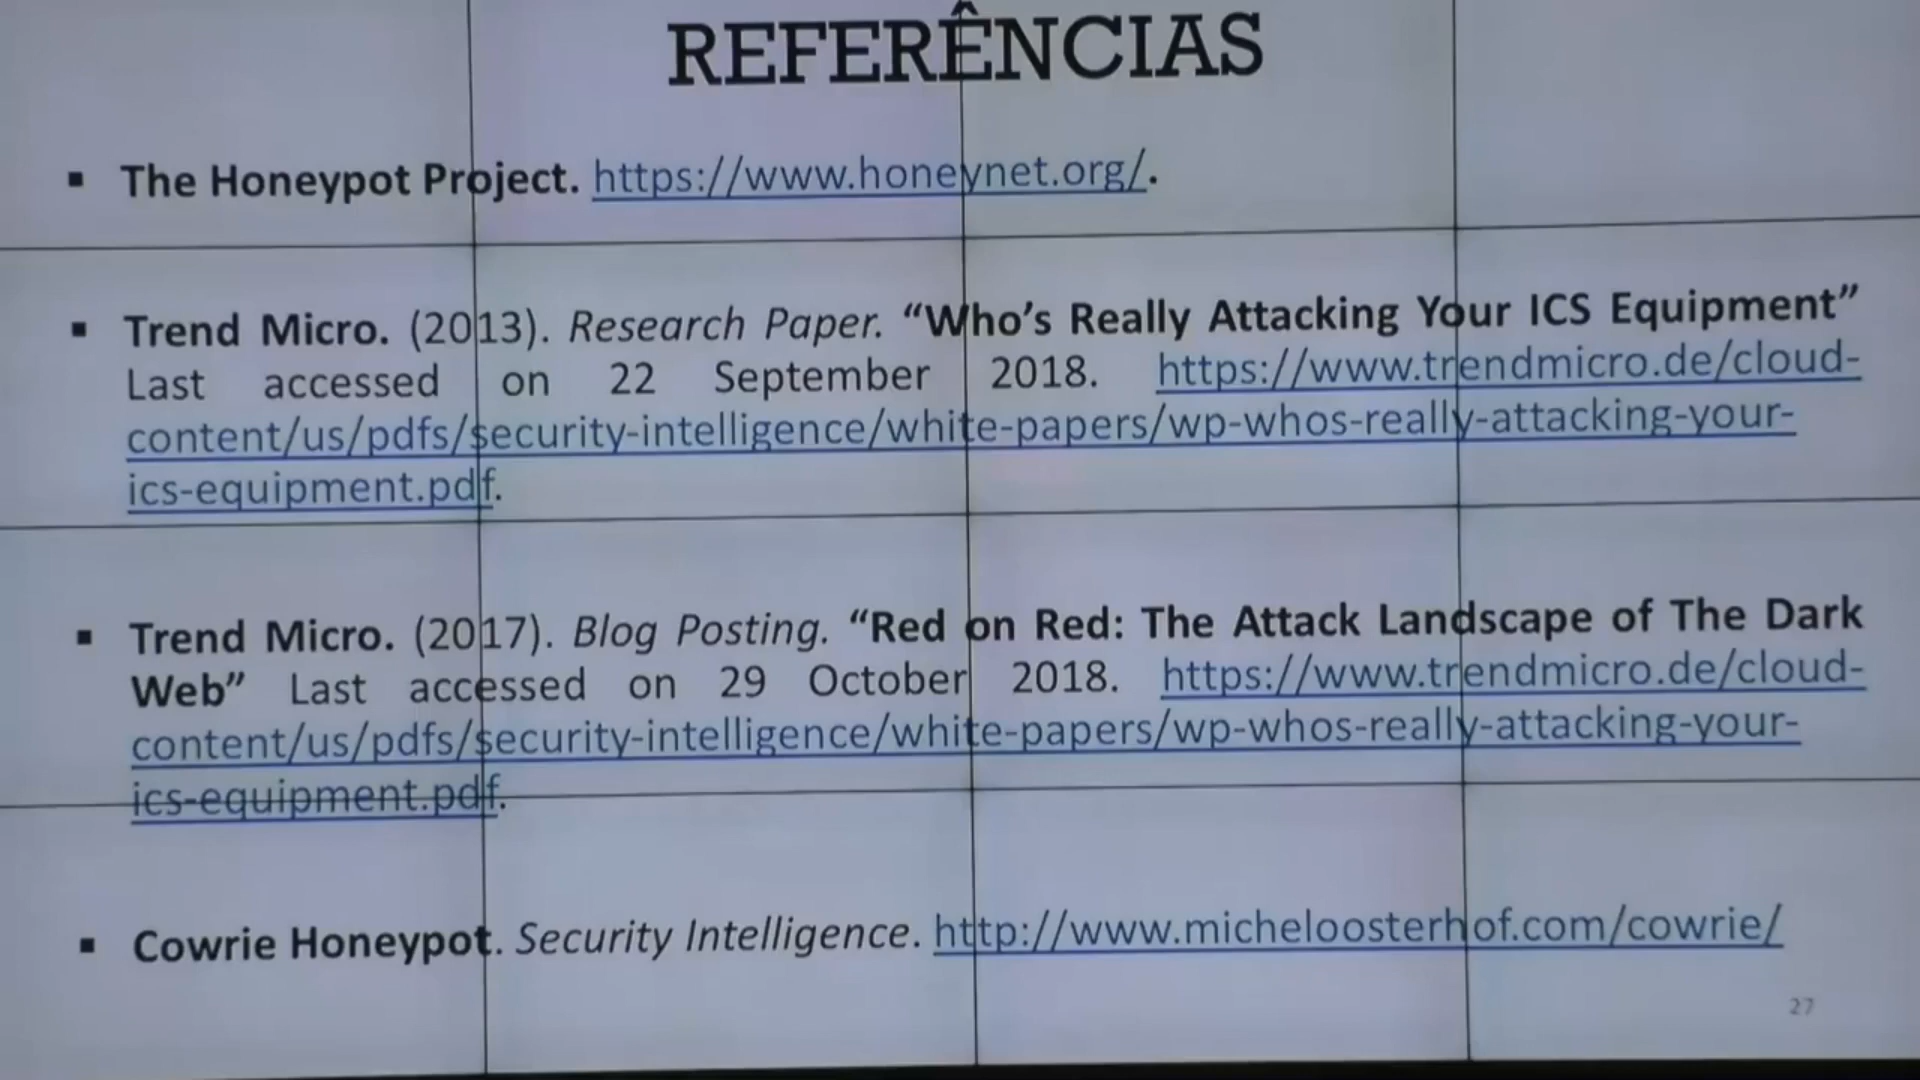 REFERÊNCIAS
▪ The Honeypot Project. https://www.honeynet.org/.
▪ Trend Micro. (2013). Research Paper. “Who’s Really Attacking Your ICS Equipment”
Last accessed on 22 September 2018. https://www.trendmicro.de/cloud-
content/us/pdfs/security-intelligence/white-papers/wp-whos-really-attacking-your-
ics-equipment.pdf.
▪ Trend Micro. (2017). Blog Posting. “Red on Red: The Attack Landscape of The Dark
Web” Last accessed on 29 October 2018. https://www.trendmicro.de/cloud-
content/us/pdfs/security-intelligence/white-papers/wp-whos-really-attacking-your-
ics-equipment.pdf.
▪ Cowrie Honeypot. Security Intelligence. http://www.micheloosterhof.com/cowrie/
27